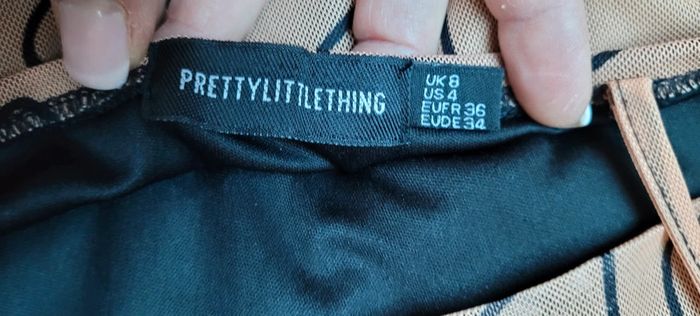 PRETTYLITTLETHING
UK 8
US 4
EUFR 36
EUDE 34